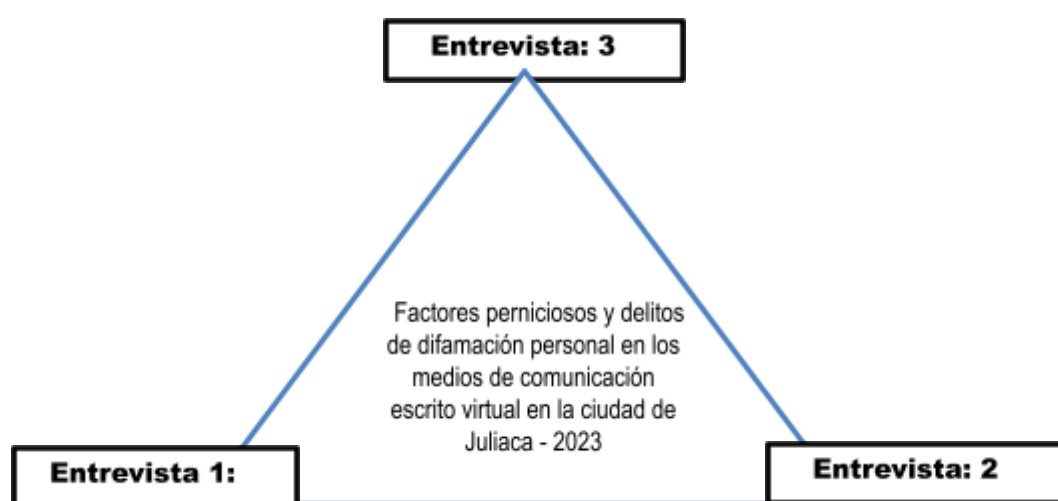 Entrevista: 3
Factores perniciosos y delitos
de difamación personal en los
medios de comunicación
escrito virtual en la ciudad de
Juliaca - 2023
Entrevista 1:
Entrevista: 2